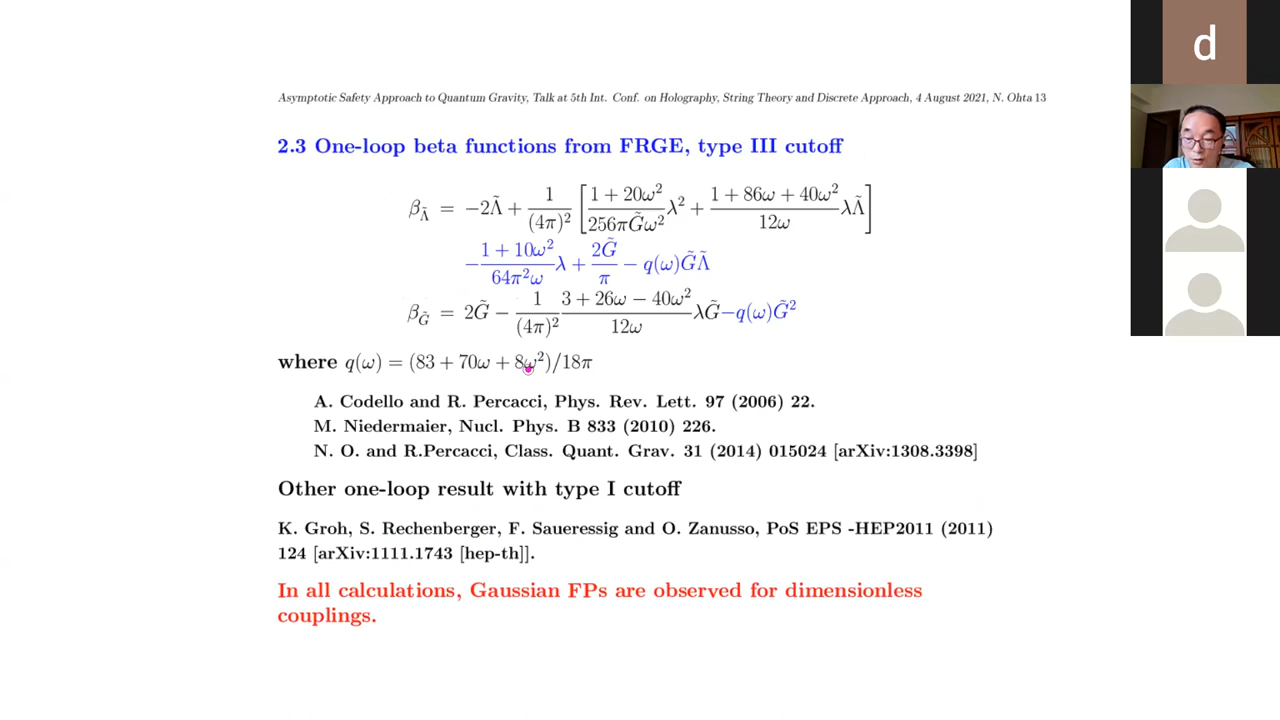 Asymptotic Safety Approach to Quantum Gravity, Talk at 5th Int. Conf. on Holography, String Theory and Discrete Approach, 4 August 2021, N. Ohta 13
d
2.3 One-loop beta functions from FRGE, type III cutoff
β_Λ̃ = −2Λ̃ + 1/(4π)² [ (1 + 20ω²)/(256πG̃ω²) λ² + (1 + 86ω + 40ω²)/(12ω) λΛ̃ ]
− (1 + 10ω²)/(64π²ω) λ + 2G̃/π − q(ω)G̃Λ̃
β_G̃ = 2G̃ − 1/(4π)² (3 + 26ω − 40ω²)/(12ω) λG̃ − q(ω)G̃²
where q(ω) = (83 + 70ω + 8ω²)/18π
A. Codello and R. Percacci, Phys. Rev. Lett. 97 (2006) 22.
M. Niedermaier, Nucl. Phys. B 833 (2010) 226.
N. O. and R.Percacci, Class. Quant. Grav. 31 (2014) 015024 [arXiv:1308.3398]
Other one-loop result with type I cutoff
K. Groh, S. Rechenberger, F. Saueressig and O. Zanusso, PoS EPS -HEP2011 (2011)
124 [arXiv:1111.1743 [hep-th]].
In all calculations, Gaussian FPs are observed for dimensionless
couplings.